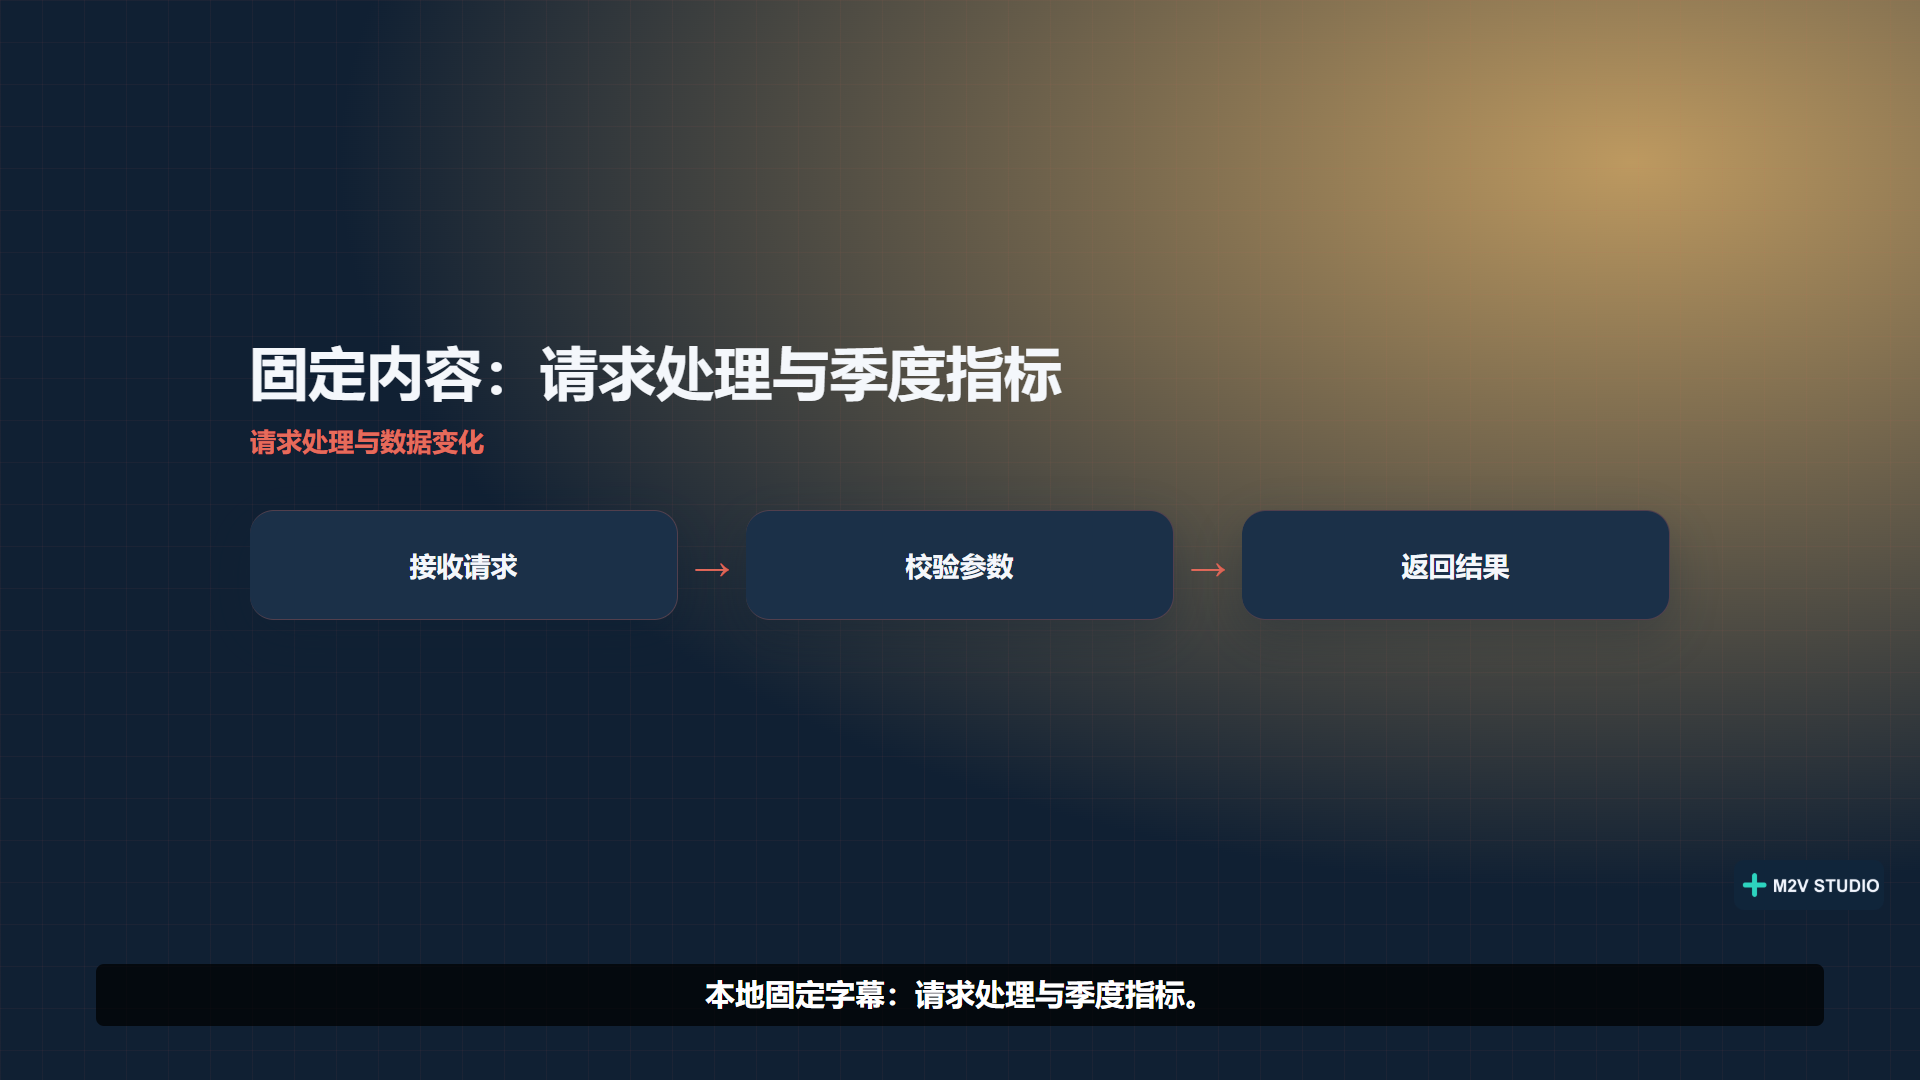 固定内容：请求处理与季度指标
请求处理与数据变化
接收请求 → 校验参数 → 返回结果
M2V STUDIO
本地固定字幕：请求处理与季度指标。